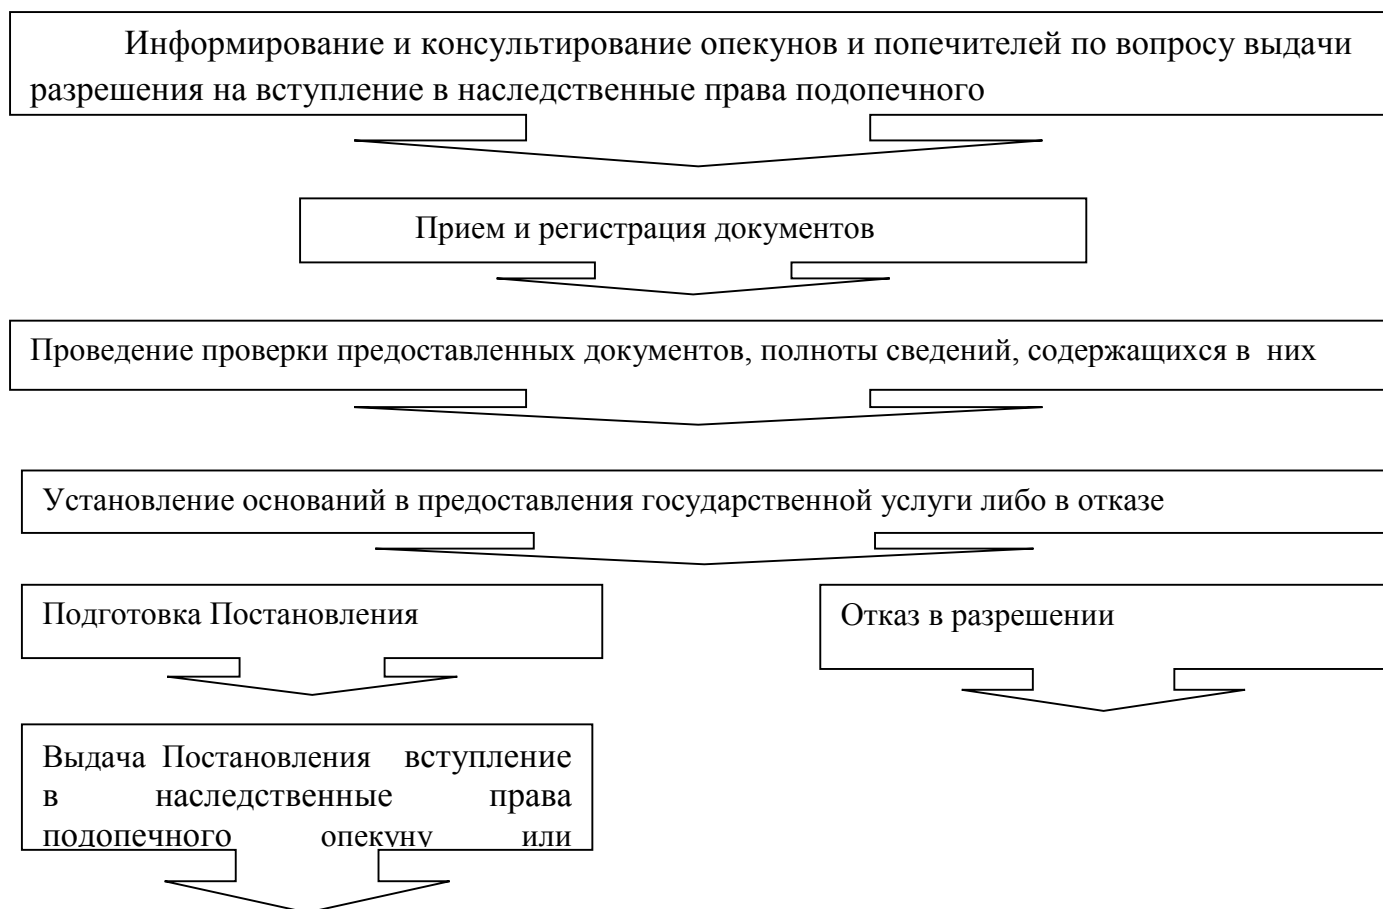 Информирование и консультирование опекунов и попечителей по вопросу выдачи
разрешения на вступление в наследственные права подопечного
Прием и регистрация документов
Проведение проверки предоставленных документов, полноты сведений, содержащихся в них
Установление оснований в предоставления государственной услуги либо в отказе
Подготовка Постановления
Отказ в разрешении
Выдача Постановления вступление
в наследственные права
подопечного опекуну или